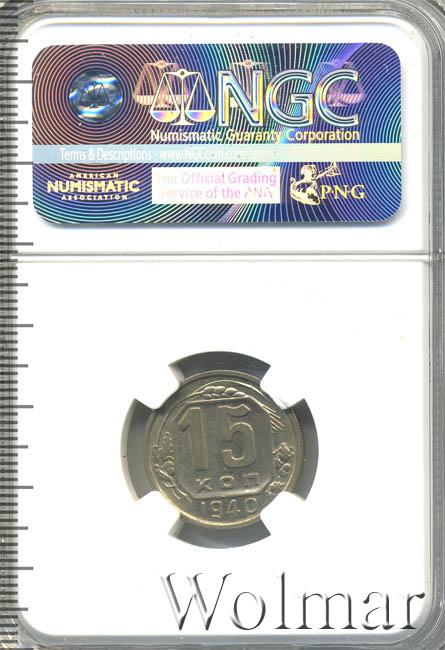 NGC
Numismatic Guaranty Corporation
Terms & Descriptions - www.NGCcoin.com/terms
AMERICAN
NUMISMATIC
ASSOCIATION
The Official Grading
Service of the ANA
PNG
15
коп
1940
Wolmar